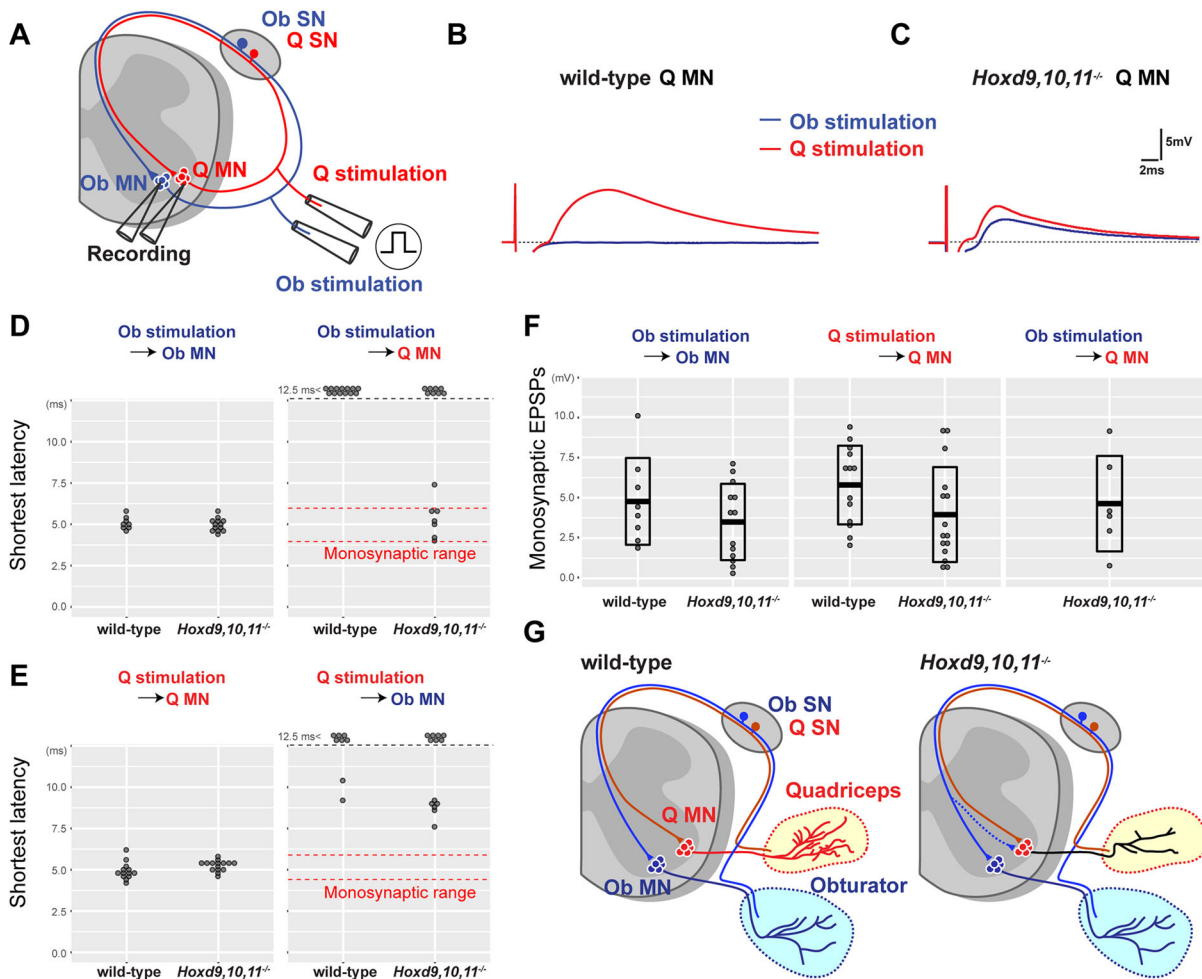 A
Ob SN
Q SN
Q MN
Ob MN
Q stimulation
Recording
Ob stimulation
B
wild-type Q MN
Ob stimulation
Q stimulation
C
Hoxd9,10,11-/- Q MN
5mV
2ms
D
Ob stimulation
→ Ob MN
Ob stimulation
→ Q MN
12.5 ms<
(ms)
10.0
7.5
5.0
2.5
0.0
Shortest latency
Monosynaptic range
wild-type
Hoxd9,10,11-/-
wild-type
Hoxd9,10,11-/-
E
Q stimulation
→ Q MN
Q stimulation
→ Ob MN
12.5 ms<
(ms)
10.0
7.5
5.0
2.5
0.0
Shortest latency
Monosynaptic range
wild-type
Hoxd9,10,11-/-
wild-type
Hoxd9,10,11-/-
F
Ob stimulation
→ Ob MN
Q stimulation
→ Q MN
Ob stimulation
→ Q MN
(mV)
10.0
7.5
5.0
2.5
0.0
Monosynaptic EPSPs
wild-type
Hoxd9,10,11-/-
wild-type
Hoxd9,10,11-/-
Hoxd9,10,11-/-
G
wild-type
Hoxd9,10,11-/-
Ob SN
Q SN
Quadriceps
Q MN
Ob MN
Obturator